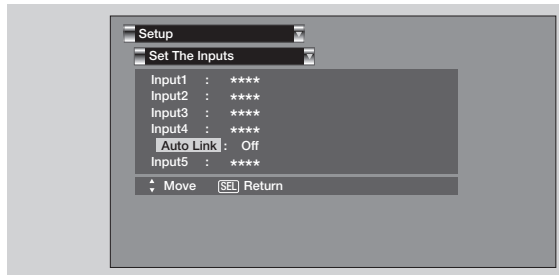 Setup
Set The Inputs
Input1 : ****
Input2 : ****
Input3 : ****
Input4 : ****
Auto Link : Off
Input5 : ****
Move SEL Return